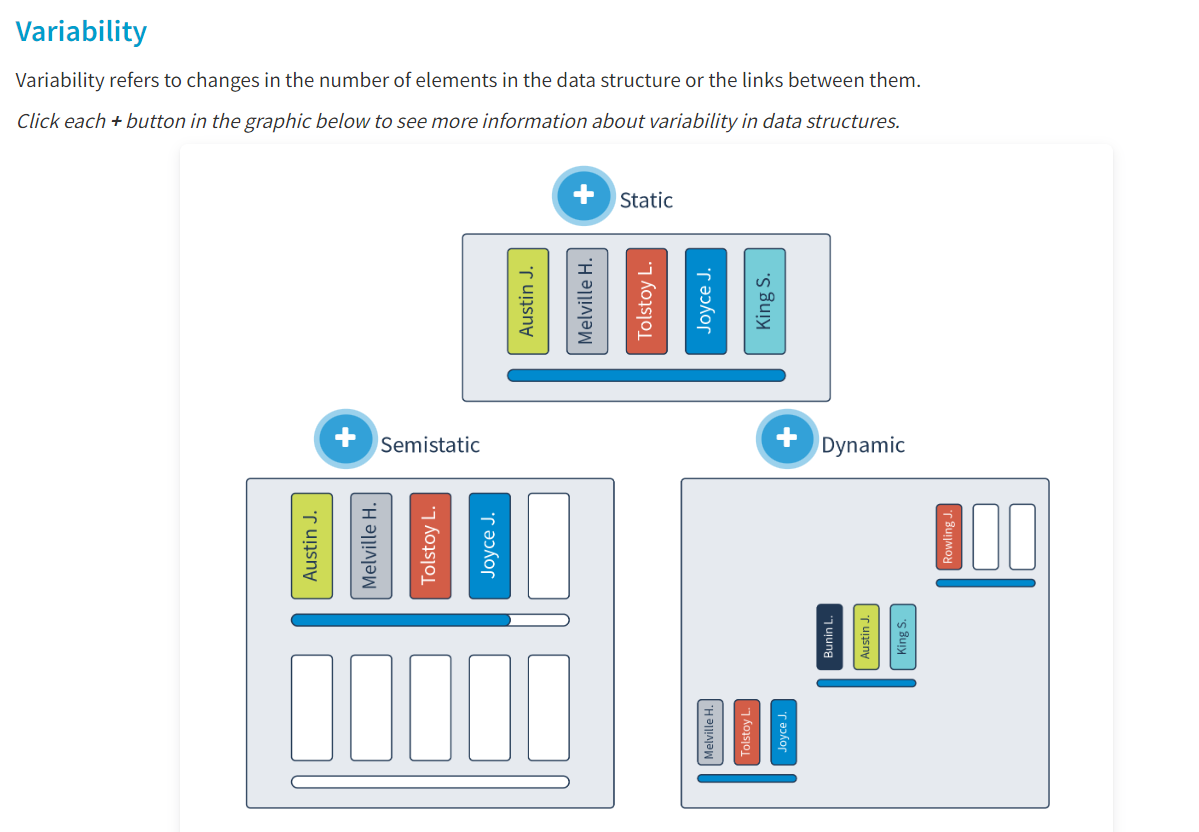 Variability
Variability refers to changes in the number of elements in the data structure or the links between them.
Click each + button in the graphic below to see more information about variability in data structures.
+ Static
Austin J.
Melville H.
Tolstoy L.
Joyce J.
King S.
+ Semistatic
Austin J.
Melville H.
Tolstoy L.
Joyce J.
+ Dynamic
Rowling J.
Bunin L.
Austin J.
King S.
Melville H.
Tolstoy L.
Joyce J.